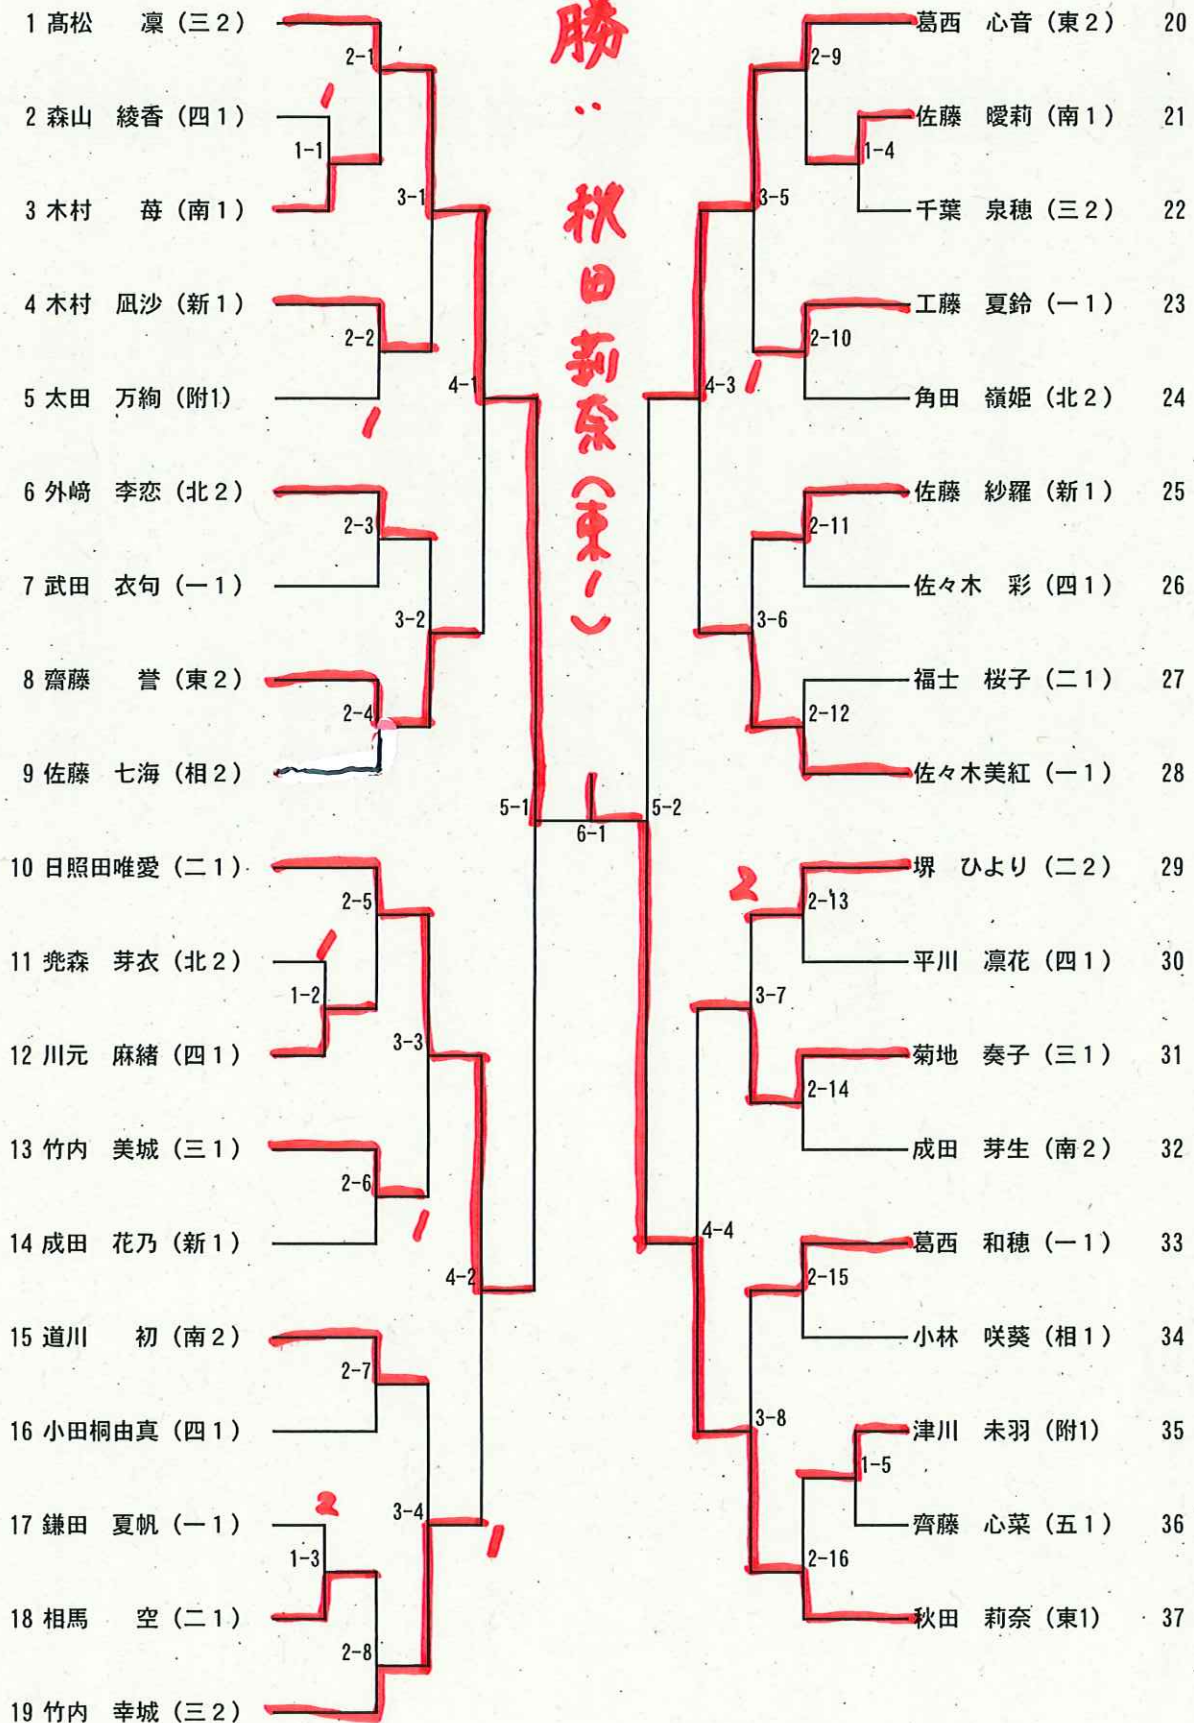 1 髙松　凜（三２）
2-1
2 森山　綾香（四１）
1
1-1
3 木村　苺（南１）
3-1
4 木村　凪沙（新１）
2-2
4-1
5 太田　万絢（附1）
1
6 外﨑　李恋（北２）
2-3
7 武田　衣句（一１）
3-2
8 齋藤　誉（東２）
2-4
9 佐藤　七海（相２）
5-1
10 日照田唯愛（二１）
2-5
11 兜森　芽衣（北２）
1
1-2
12 川元　麻緒（四１）
3-3
13 竹内　美城（三１）
2-6
1
14 成田　花乃（新１）
4-2
15 道川　初（南２）
2-7
16 小田桐由真（四１）
17 鎌田　夏帆（一１）
2
3-4
1
1-3
18 相馬　空（二１）
2-8
19 竹内　幸城（三２）
勝：秋田莉奈（東１）
6-1
葛西　心音（東２） 20
2-9
佐藤　曖莉（南１） 21
1-4
千葉　泉穂（三２） 22
3-5
工藤　夏鈴（一１） 23
2-10
1
4-3
角田　嶺姫（北２） 24
佐藤　紗羅（新１） 25
2-11
佐々木　彩（四１） 26
3-6
福士　桜子（二１） 27
2-12
佐々木美紅（一１） 28
5-2
堺　ひより（二２） 29
2
2-13
平川　凛花（四１） 30
3-7
菊地　奏子（三１） 31
2-14
成田　芽生（南２） 32
4-4
葛西　和穂（一１） 33
2-15
小林　咲葵（相１） 34
3-8
津川　未羽（附1） 35
1-5
齊藤　心菜（五１） 36
2-16
秋田　莉奈（東1） 37